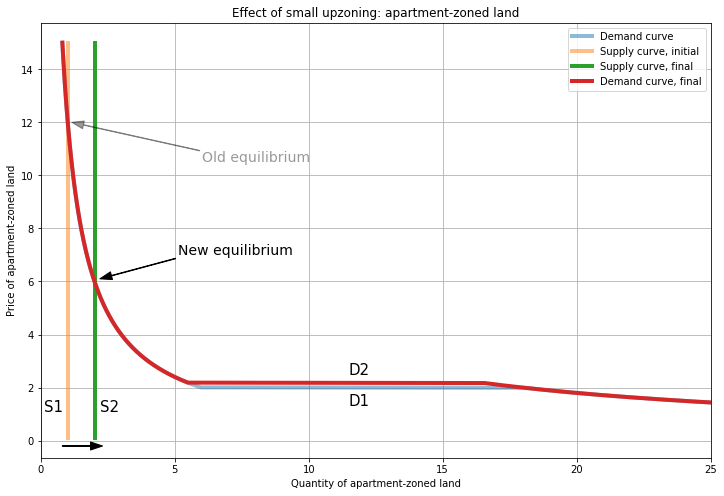 Effect of small upzoning: apartment-zoned land
Demand curve
Supply curve, initial
Supply curve, final
Demand curve, final
Old equilibrium
New equilibrium
D2
D1
S1
S2
Price of apartment-zoned land
14
12
10
8
6
4
2
0
0
5
10
15
20
25
Quantity of apartment-zoned land